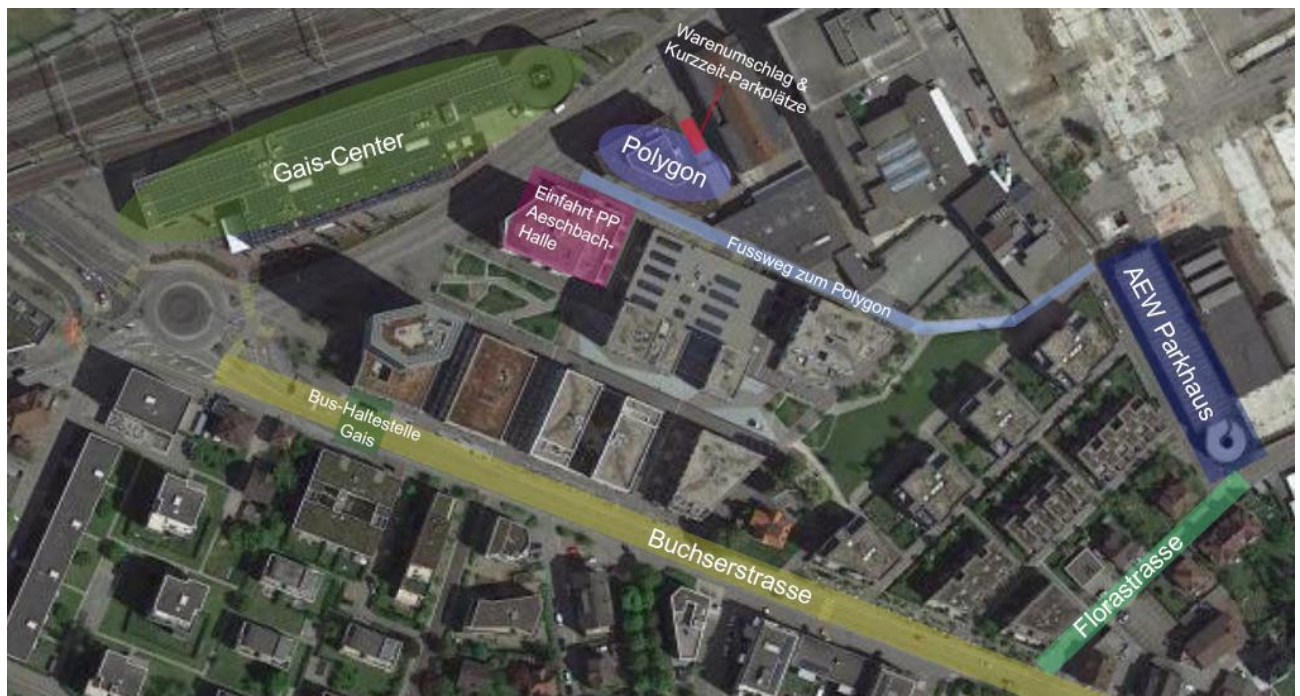 Warenumschlag &
Kurzzeit-Parkplätze
Gais-Center
Polygon
Einfahrt PP
Aeschbach-
Halle
Fussweg zum Polygon
AEW Parkhaus
Bus-Haltestelle
Gais
Buchserstrasse
Florastrasse